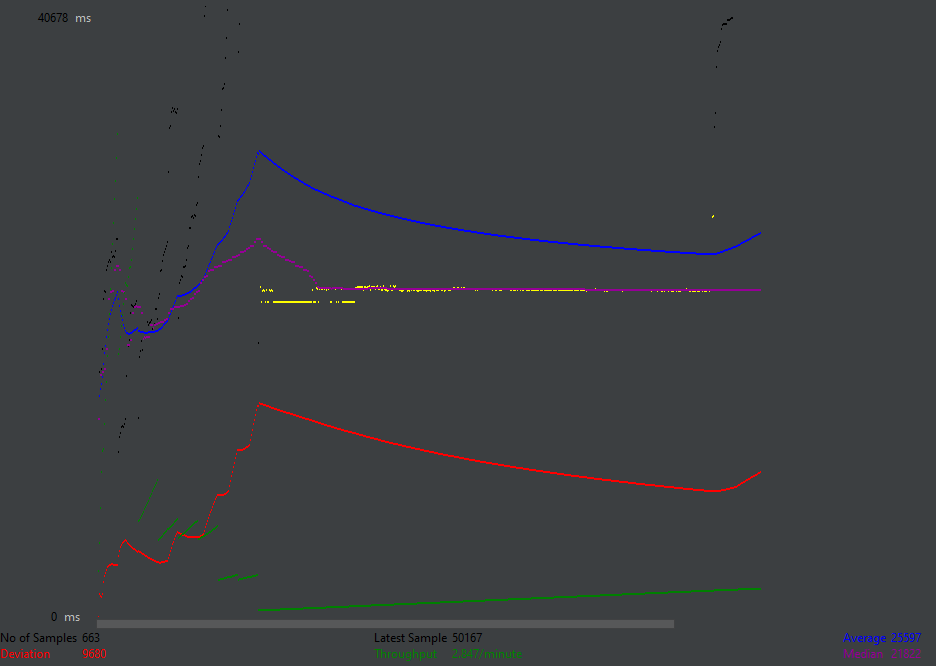 40678 ms
0 ms
No of Samples 663 Latest Sample 50167 Average 25597
Deviation 9680 Throughput 2.847/minute